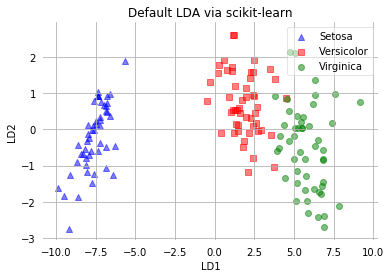 Default LDA via scikit-learn
Setosa
Versicolor
Virginica
LD2
2
1
0
−1
−2
−3
−10.0 −7.5 −5.0 −2.5 0.0 2.5 5.0 7.5 10.0
LD1